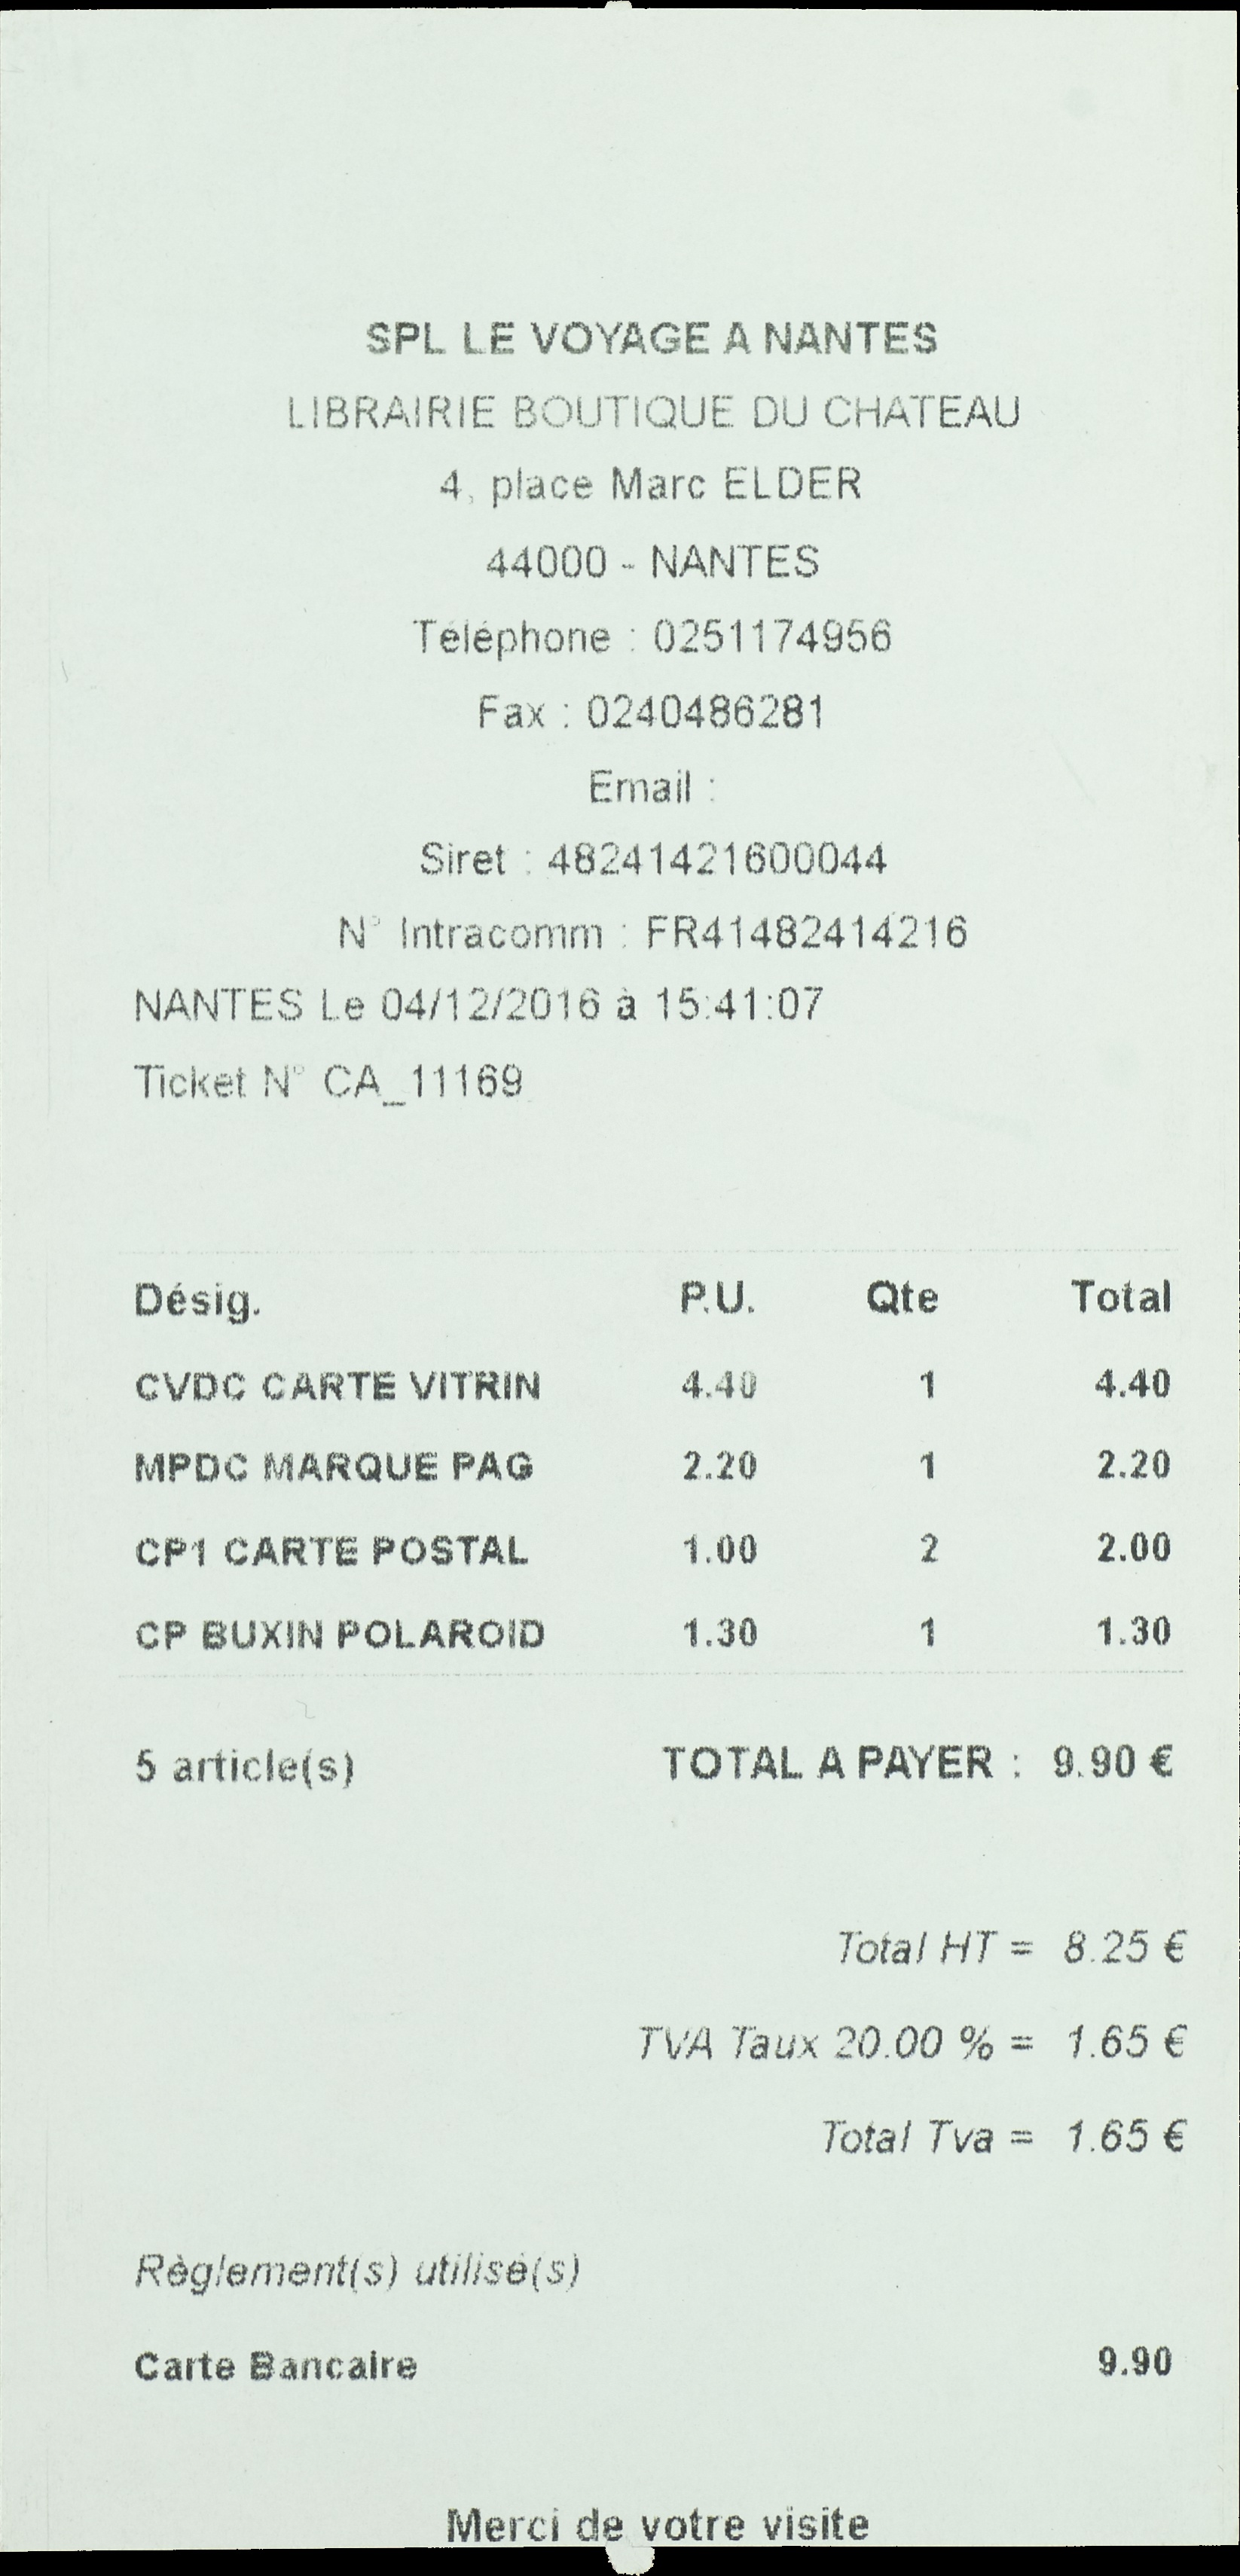 SPL LE VOYAGE A NANTES
LIBRAIRIE BOUTIQUE DU CHATEAU
4, place Marc ELDER
44000 - NANTES
Téléphone : 0251174956
Fax : 0240486281
Email :
Siret : 48241421600044
N° Intracomm : FR41482414216
NANTES Le 04/12/2016 à 15:41:07
Ticket N° CA_11169
Désig. P.U. Qte Total
CVDC CARTE VITRIN 4.40 1 4.40
MPDC MARQUE PAG 2.20 1 2.20
CP1 CARTE POSTAL 1.00 2 2.00
CP BUXIN POLAROID 1.30 1 1.30
5 article(s) TOTAL A PAYER : 9.90 €
Total HT = 8.25 €
TVA Taux 20.00 % = 1.65 €
Total Tva = 1.65 €
Règlement(s) utilisé(s)
Carte Bancaire 9.90
Merci de votre visite